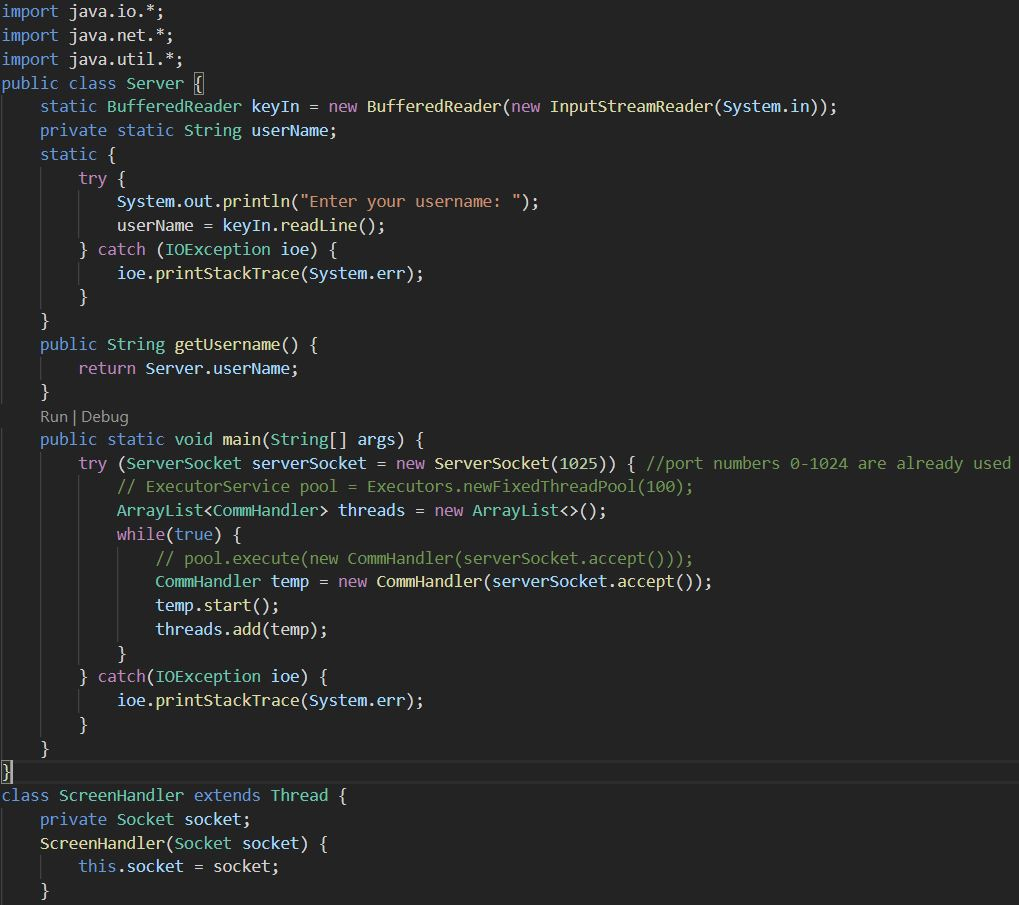 import java.io.*;
import java.net.*;
import java.util.*;
public class Server {
    static BufferedReader keyIn = new BufferedReader(new InputStreamReader(System.in));
    private static String userName;
    static {
        try {
            System.out.println("Enter your username: ");
            userName = keyIn.readLine();
        } catch (IOException ioe) {
            ioe.printStackTrace(System.err);
        }
    }
    public String getUsername() {
        return Server.userName;
    }
    Run | Debug
    public static void main(String[] args) {
        try (ServerSocket serverSocket = new ServerSocket(1025)) { //port numbers 0-1024 are already used
            // ExecutorService pool = Executors.newFixedThreadPool(100);
            ArrayList<CommHandler> threads = new ArrayList<>();
            while(true) {
                // pool.execute(new CommHandler(serverSocket.accept()));
                CommHandler temp = new CommHandler(serverSocket.accept());
                temp.start();
                threads.add(temp);
            }
        } catch(IOException ioe) {
            ioe.printStackTrace(System.err);
        }
    }
}
class ScreenHandler extends Thread {
    private Socket socket;
    ScreenHandler(Socket socket) {
        this.socket = socket;
    }